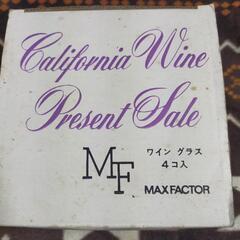 California Wine
Present Sale
MF
ワイン グラス
4コ入
MAX FACTOR